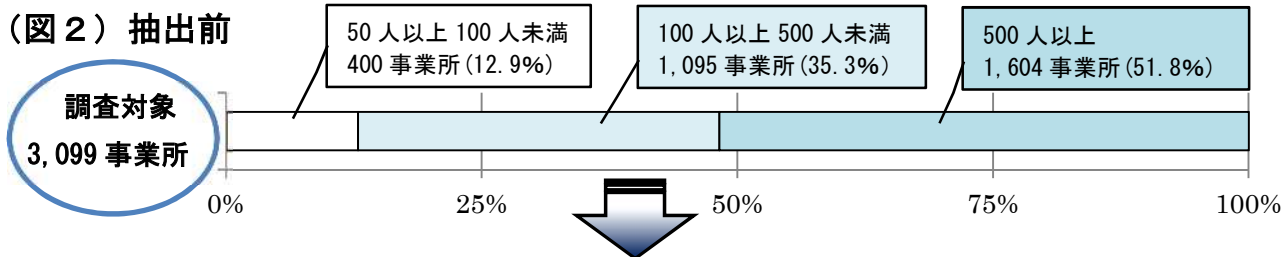 （図２）抽出前
50 人以上 100 人未満
400 事業所(12.9%)
100 人以上 500 人未満
1,095 事業所(35.3%)
500 人以上
1,604 事業所(51.8%)
調査対象
3,099 事業所
0%
25%
50%
75%
100%